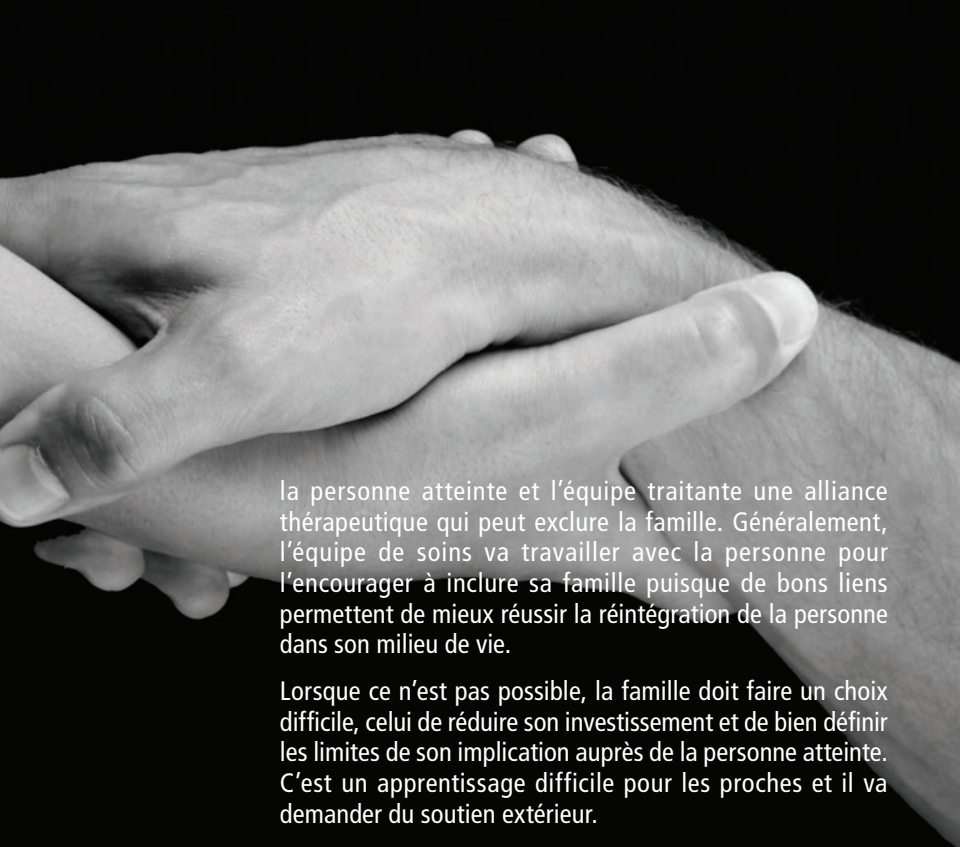 la personne atteinte et l’équipe traitante une alliance
thérapeutique qui peut exclure la famille. Généralement,
l’équipe de soins va travailler avec la personne pour
l’encourager à inclure sa famille puisque de bons liens
permettent de mieux réussir la réintégration de la personne
dans son milieu de vie.
Lorsque ce n’est pas possible, la famille doit faire un choix
difficile, celui de réduire son investissement et de bien définir
les limites de son implication auprès de la personne atteinte.
C’est un apprentissage difficile pour les proches et il va
demander du soutien extérieur.